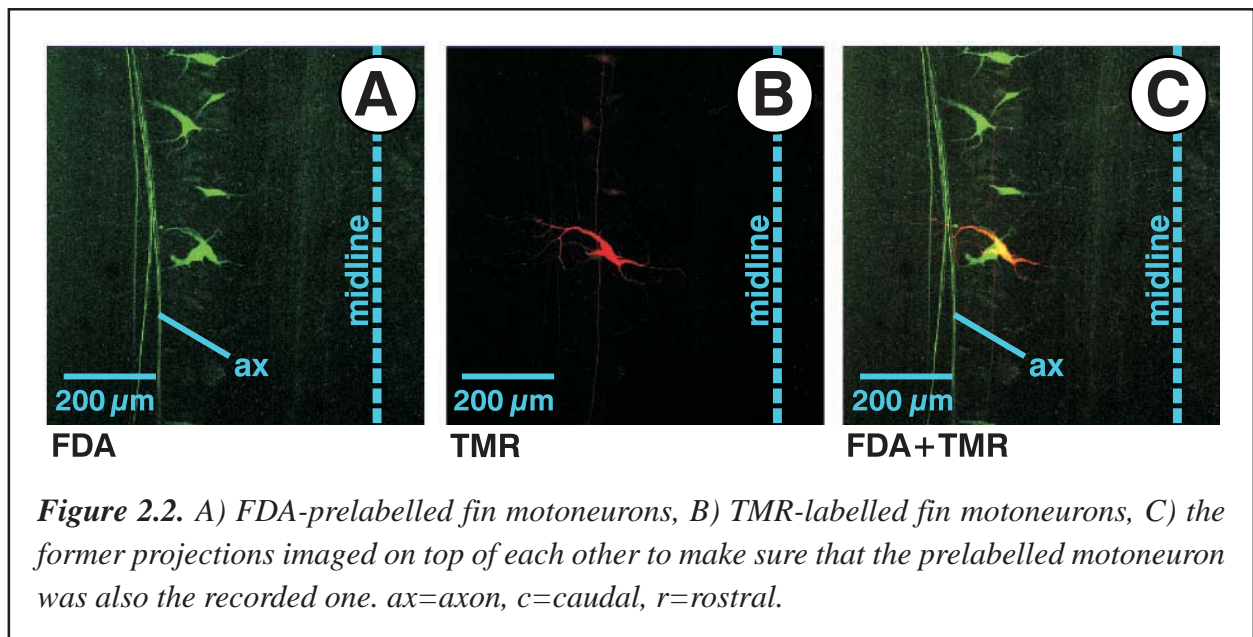 A
B
C
midline
midline
midline
ax
ax
200 µm
200 µm
200 µm
FDA
TMR
FDA+TMR
Figure 2.2. A) FDA-prelabelled fin motoneurons, B) TMR-labelled fin motoneurons, C) the
former projections imaged on top of each other to make sure that the prelabelled motoneuron
was also the recorded one. ax=axon, c=caudal, r=rostral.